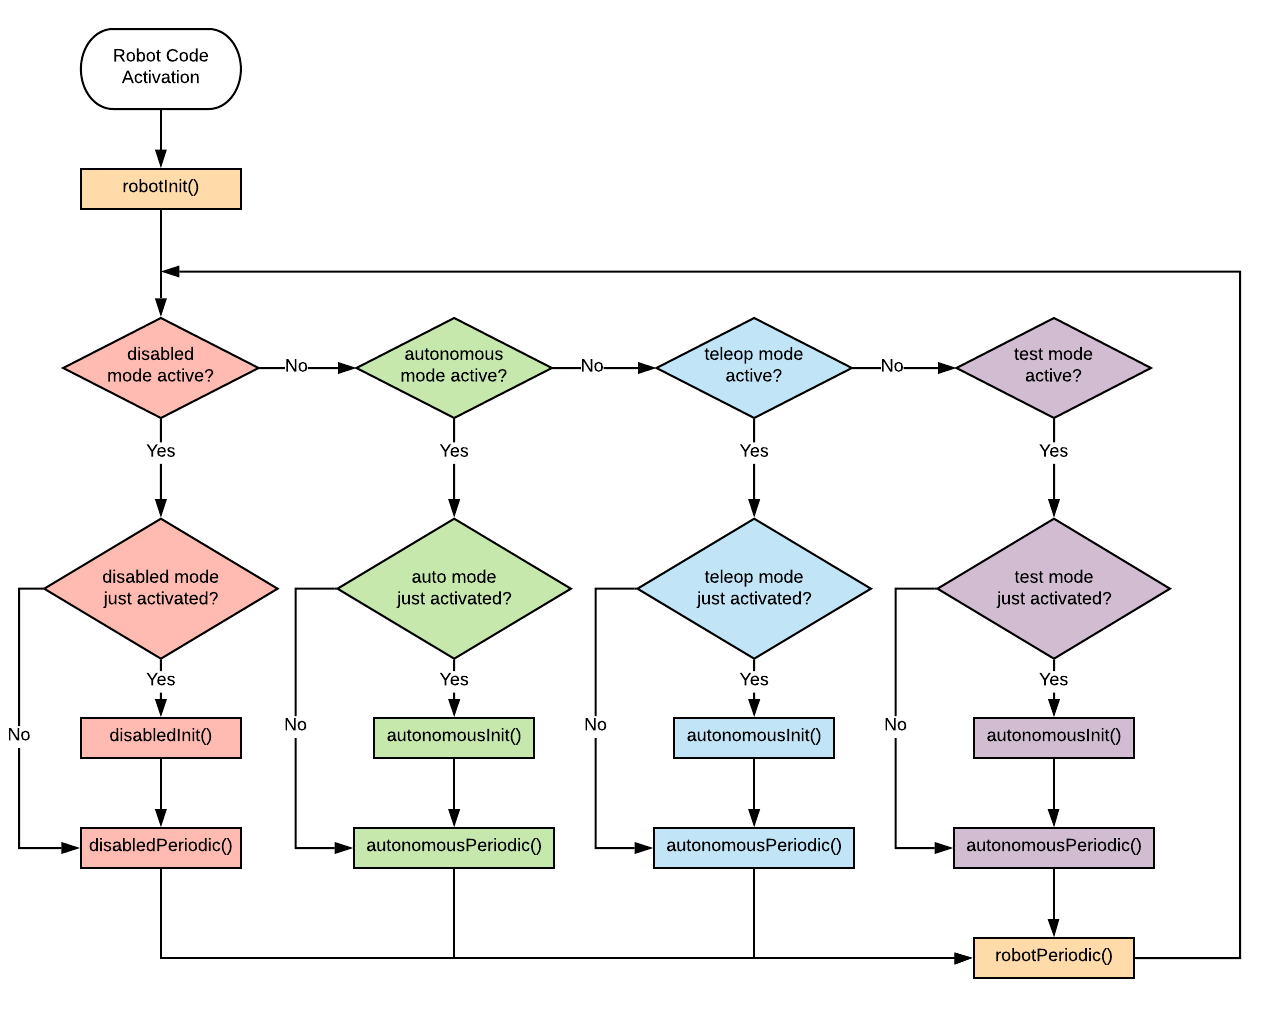 Robot Code
Activation
robotInit()
disabled
mode active?
No
autonomous
mode active?
No
teleop mode
active?
No
test mode
active?
Yes
Yes
Yes
Yes
disabled mode
just activated?
auto mode
just activated?
teleop mode
just activated?
test mode
just activated?
Yes
Yes
Yes
Yes
No
No
No
No
disabledInit()
autonomousInit()
autonomousInit()
autonomousInit()
disabledPeriodic()
autonomousPeriodic()
autonomousPeriodic()
autonomousPeriodic()
robotPeriodic()